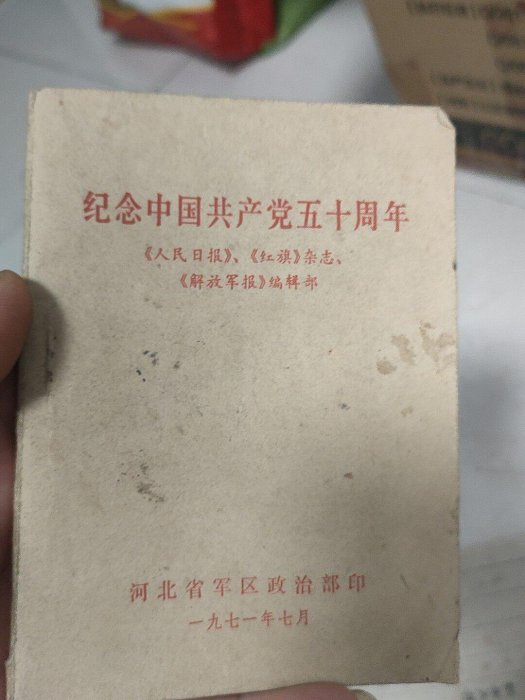 纪念中国共产党五十周年
《人民日报》、《红旗》杂志、
《解放军报》编辑部
河北省军区政治部印
一九七一年七月